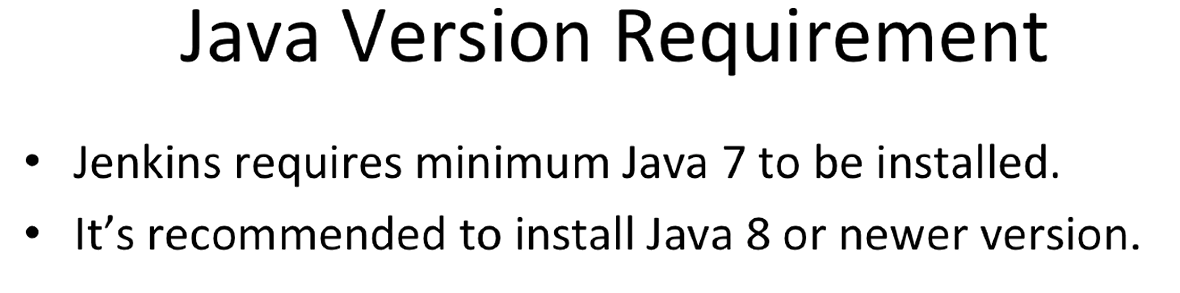 Java Version Requirement
• Jenkins requires minimum Java 7 to be installed.
• It’s recommended to install Java 8 or newer version.